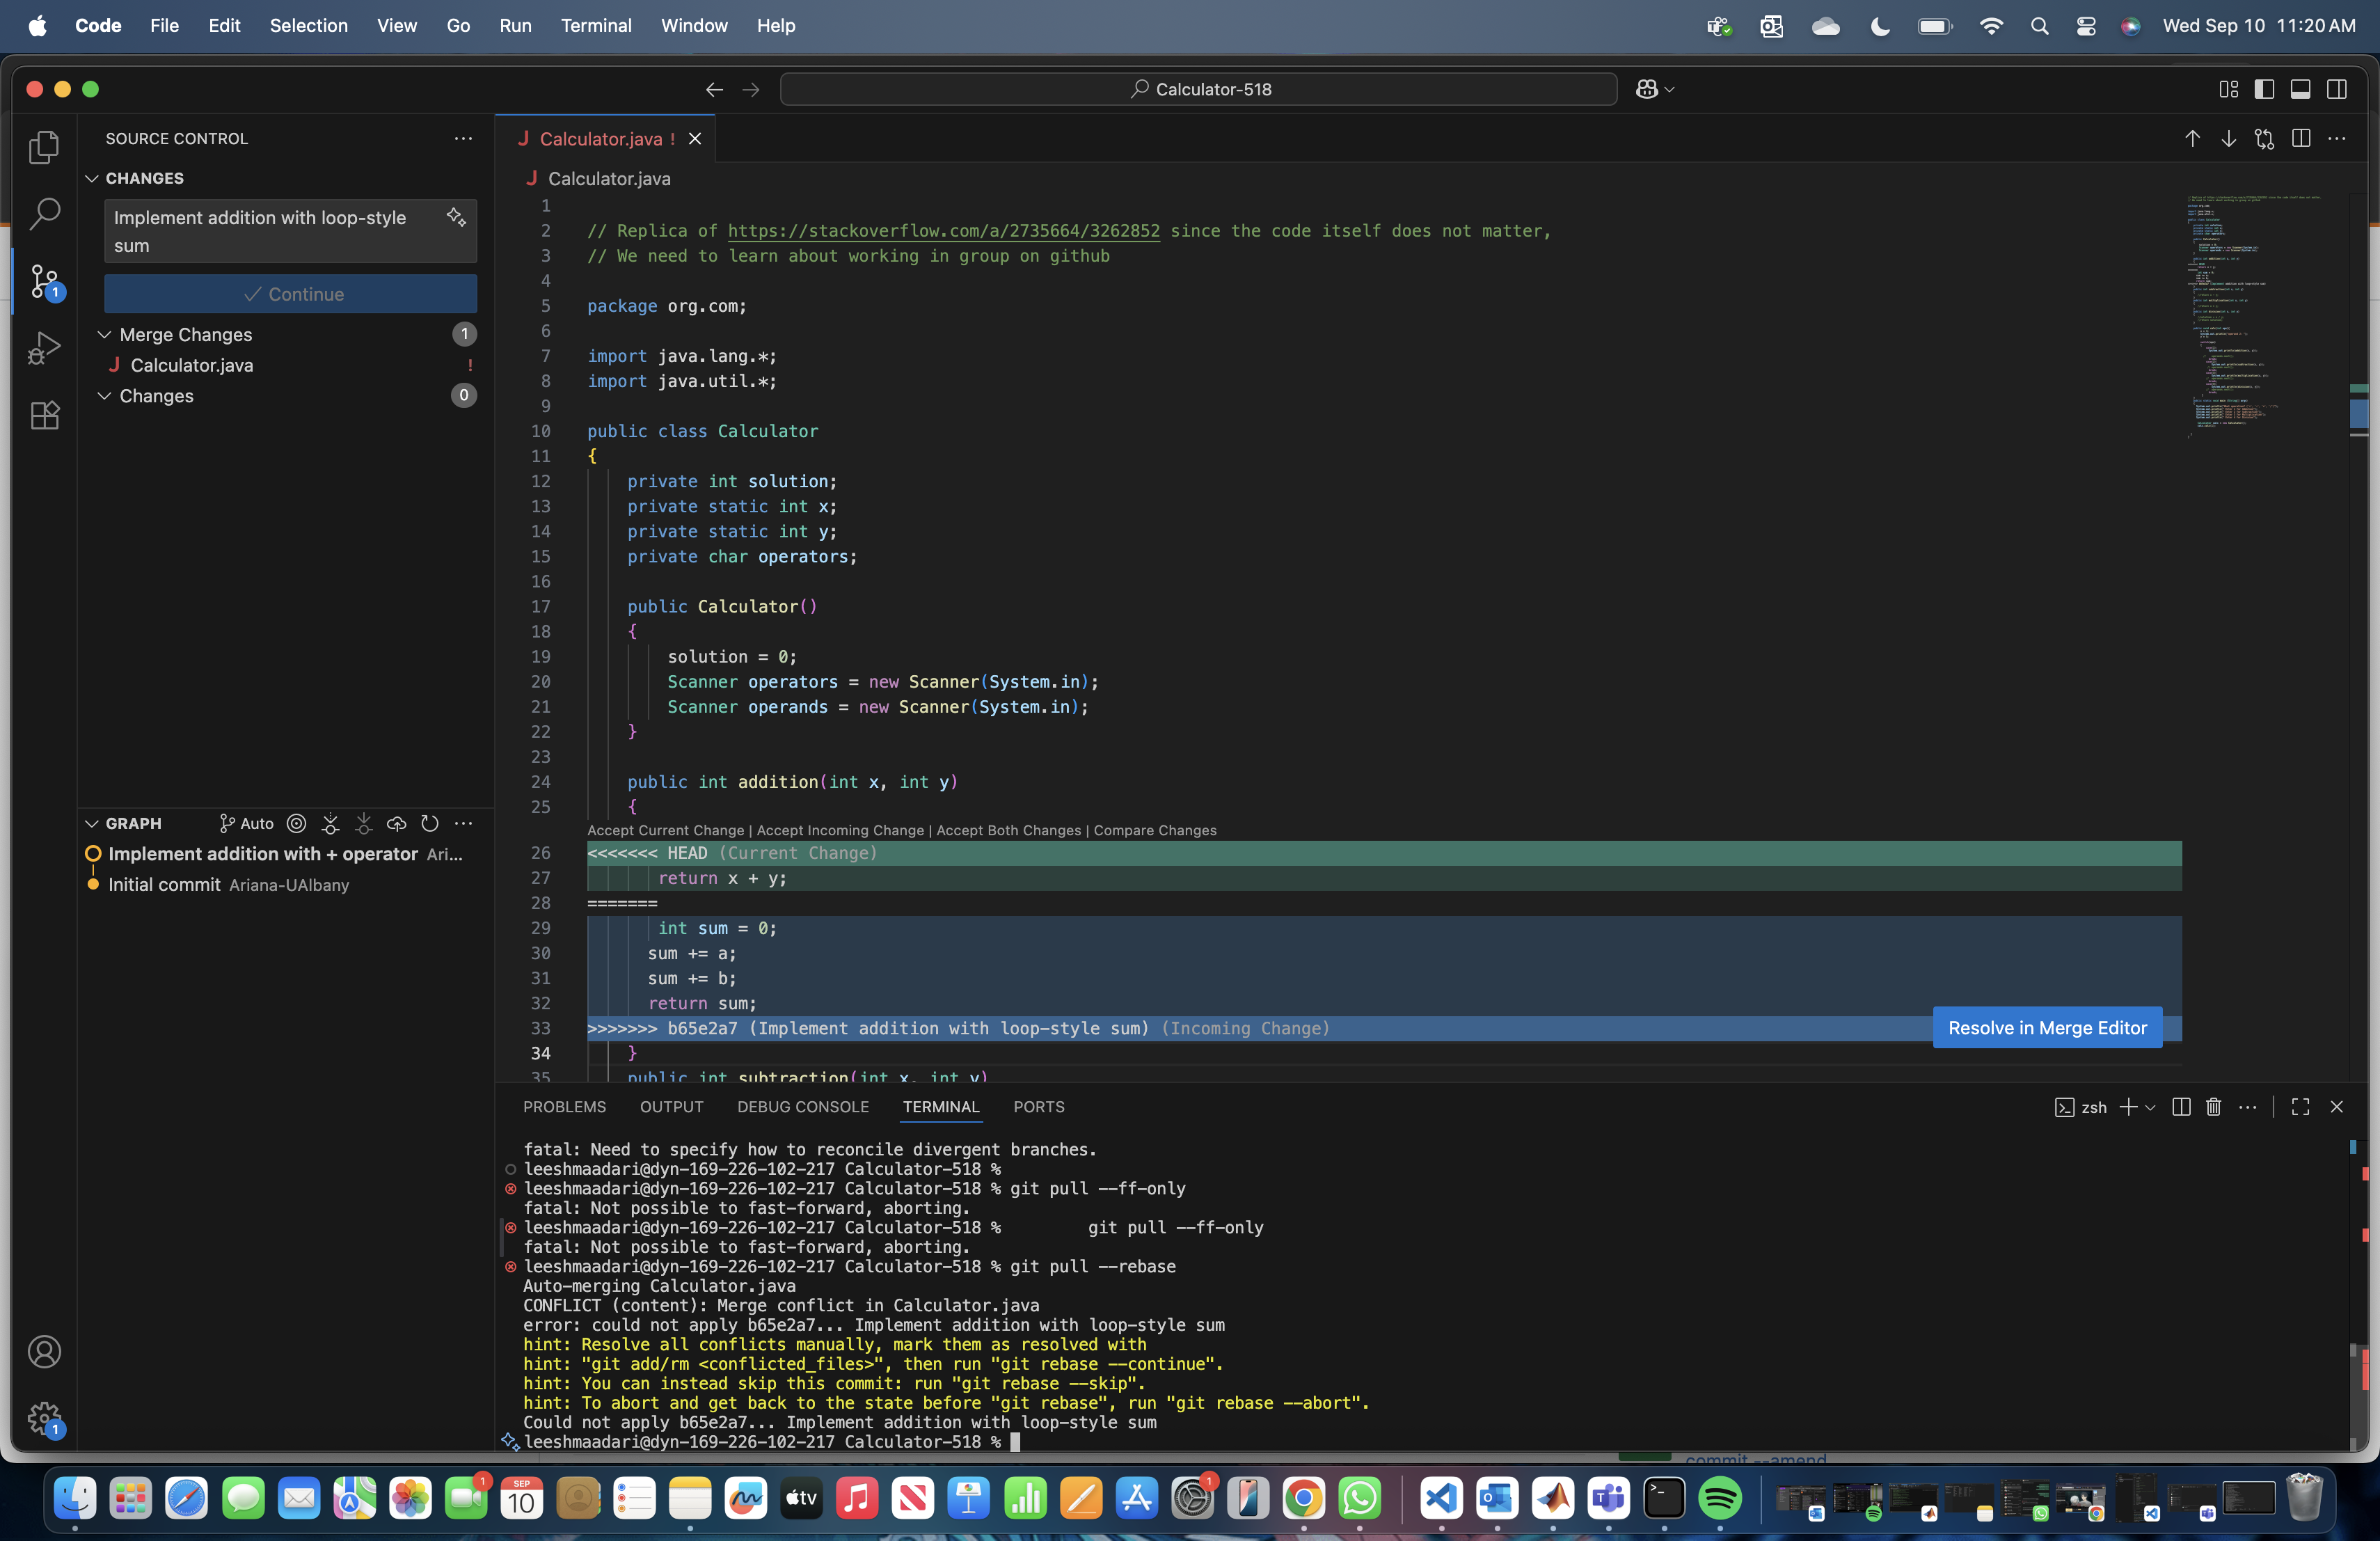 Code File Edit Selection View Go Run Terminal Window Help Wed Sep 10 11:20 AM
Calculator-518
SOURCE CONTROL
CHANGES
Implement addition with loop-style
sum
Continue
Merge Changes 1
J Calculator.java !
Changes 0
1
GRAPH Auto
Implement addition with + operator Ari...
Initial commit Ariana-UAlbany
1
J Calculator.java !
J Calculator.java
1
2 // Replica of https://stackoverflow.com/a/2735664/3262852 since the code itself does not matter,
3 // We need to learn about working in group on github
4
5 package org.com;
6
7 import java.lang.*;
8 import java.util.*;
9
10 public class Calculator
11 {
12 private int solution;
13 private static int x;
14 private static int y;
15 private char operators;
16
17 public Calculator()
18 {
19 solution = 0;
20 Scanner operators = new Scanner(System.in);
21 Scanner operands = new Scanner(System.in);
22 }
23
24 public int addition(int x, int y)
25 {
Accept Current Change | Accept Incoming Change | Accept Both Changes | Compare Changes
26 <<<<<<< HEAD (Current Change)
27 return x + y;
28 =======
29 int sum = 0;
30 sum += a;
31 sum += b;
32 return sum;
33 >>>>>>> b65e2a7 (Implement addition with loop-style sum) (Incoming Change)
Resolve in Merge Editor
34 }
35 public int subtraction(int x, int y)
PROBLEMS OUTPUT DEBUG CONSOLE TERMINAL PORTS zsh
fatal: Need to specify how to reconcile divergent branches.
leeshmaadari@dyn-169-226-102-217 Calculator-518 %
leeshmaadari@dyn-169-226-102-217 Calculator-518 % git pull --ff-only
fatal: Not possible to fast-forward, aborting.
leeshmaadari@dyn-169-226-102-217 Calculator-518 % git pull --ff-only
fatal: Not possible to fast-forward, aborting.
leeshmaadari@dyn-169-226-102-217 Calculator-518 % git pull --rebase
Auto-merging Calculator.java
CONFLICT (content): Merge conflict in Calculator.java
error: could not apply b65e2a7... Implement addition with loop-style sum
hint: Resolve all conflicts manually, mark them as resolved with
hint: "git add/rm <conflicted_files>", then run "git rebase --continue".
hint: You can instead skip this commit: run "git rebase --skip".
hint: To abort and get back to the state before "git rebase", run "git rebase --abort".
Could not apply b65e2a7... Implement addition with loop-style sum
leeshmaadari@dyn-169-226-102-217 Calculator-518 %
commit --amend
1 SEP 10 tv 1